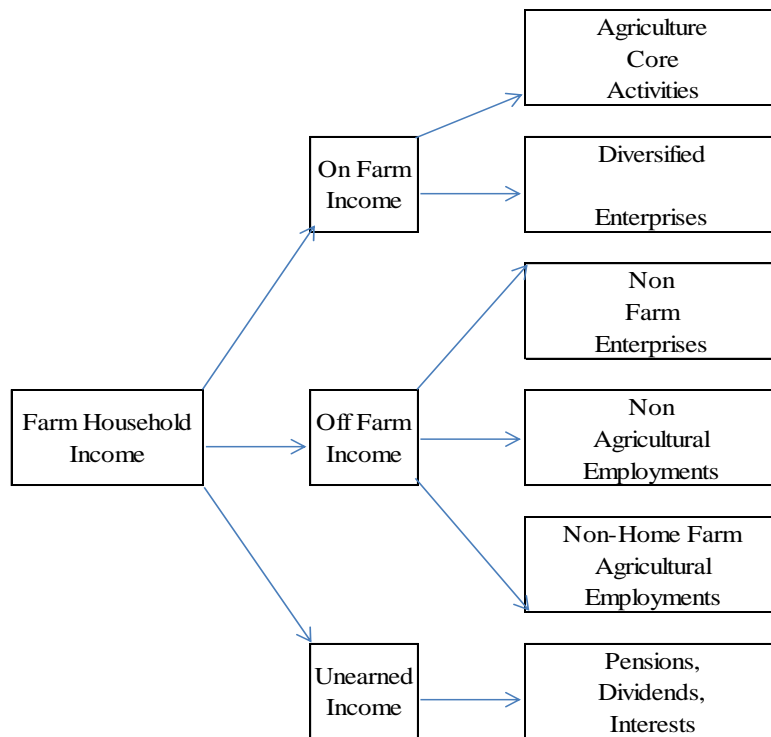 Agriculture
Core
Activities
On Farm
Income
Diversified
Enterprises
Non
Farm
Enterprises
Farm Household
Income
Off Farm
Income
Non
Agricultural
Employments
Non-Home Farm
Agricultural
Employments
Unearned
Income
Pensions,
Dividends,
Interests